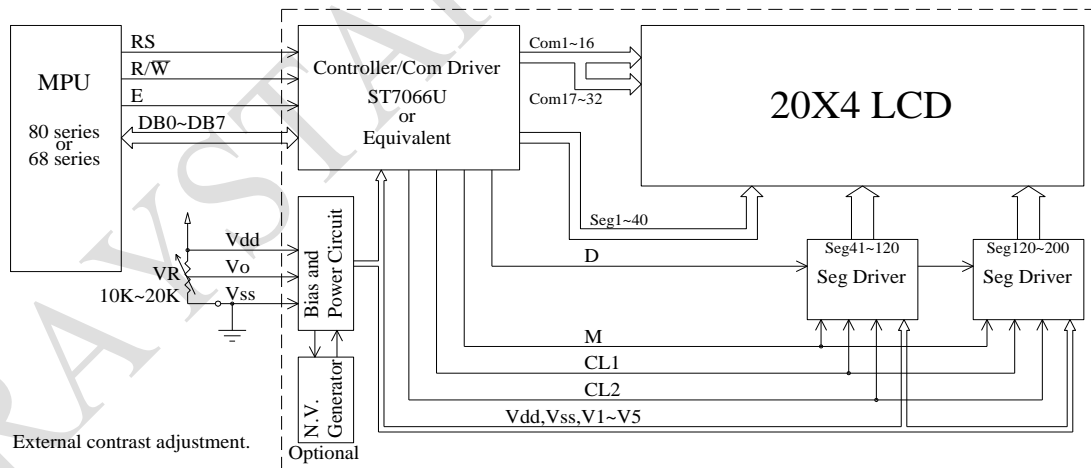 MPU
80 series
or
68 series
RS
R/W̅
E
DB0~DB7
Controller/Com Driver
ST7066U
or
Equivalent
Com1~16
Com17~32
20X4 LCD
Seg1~40
D
Seg41~120
Seg Driver
Seg120~200
Seg Driver
Vdd
Vo
Vss
VR
10K~20K
Bias and
Power Circuit
N.V.
Generator
Optional
M
CL1
CL2
Vdd,Vss,V1~V5
External contrast adjustment.